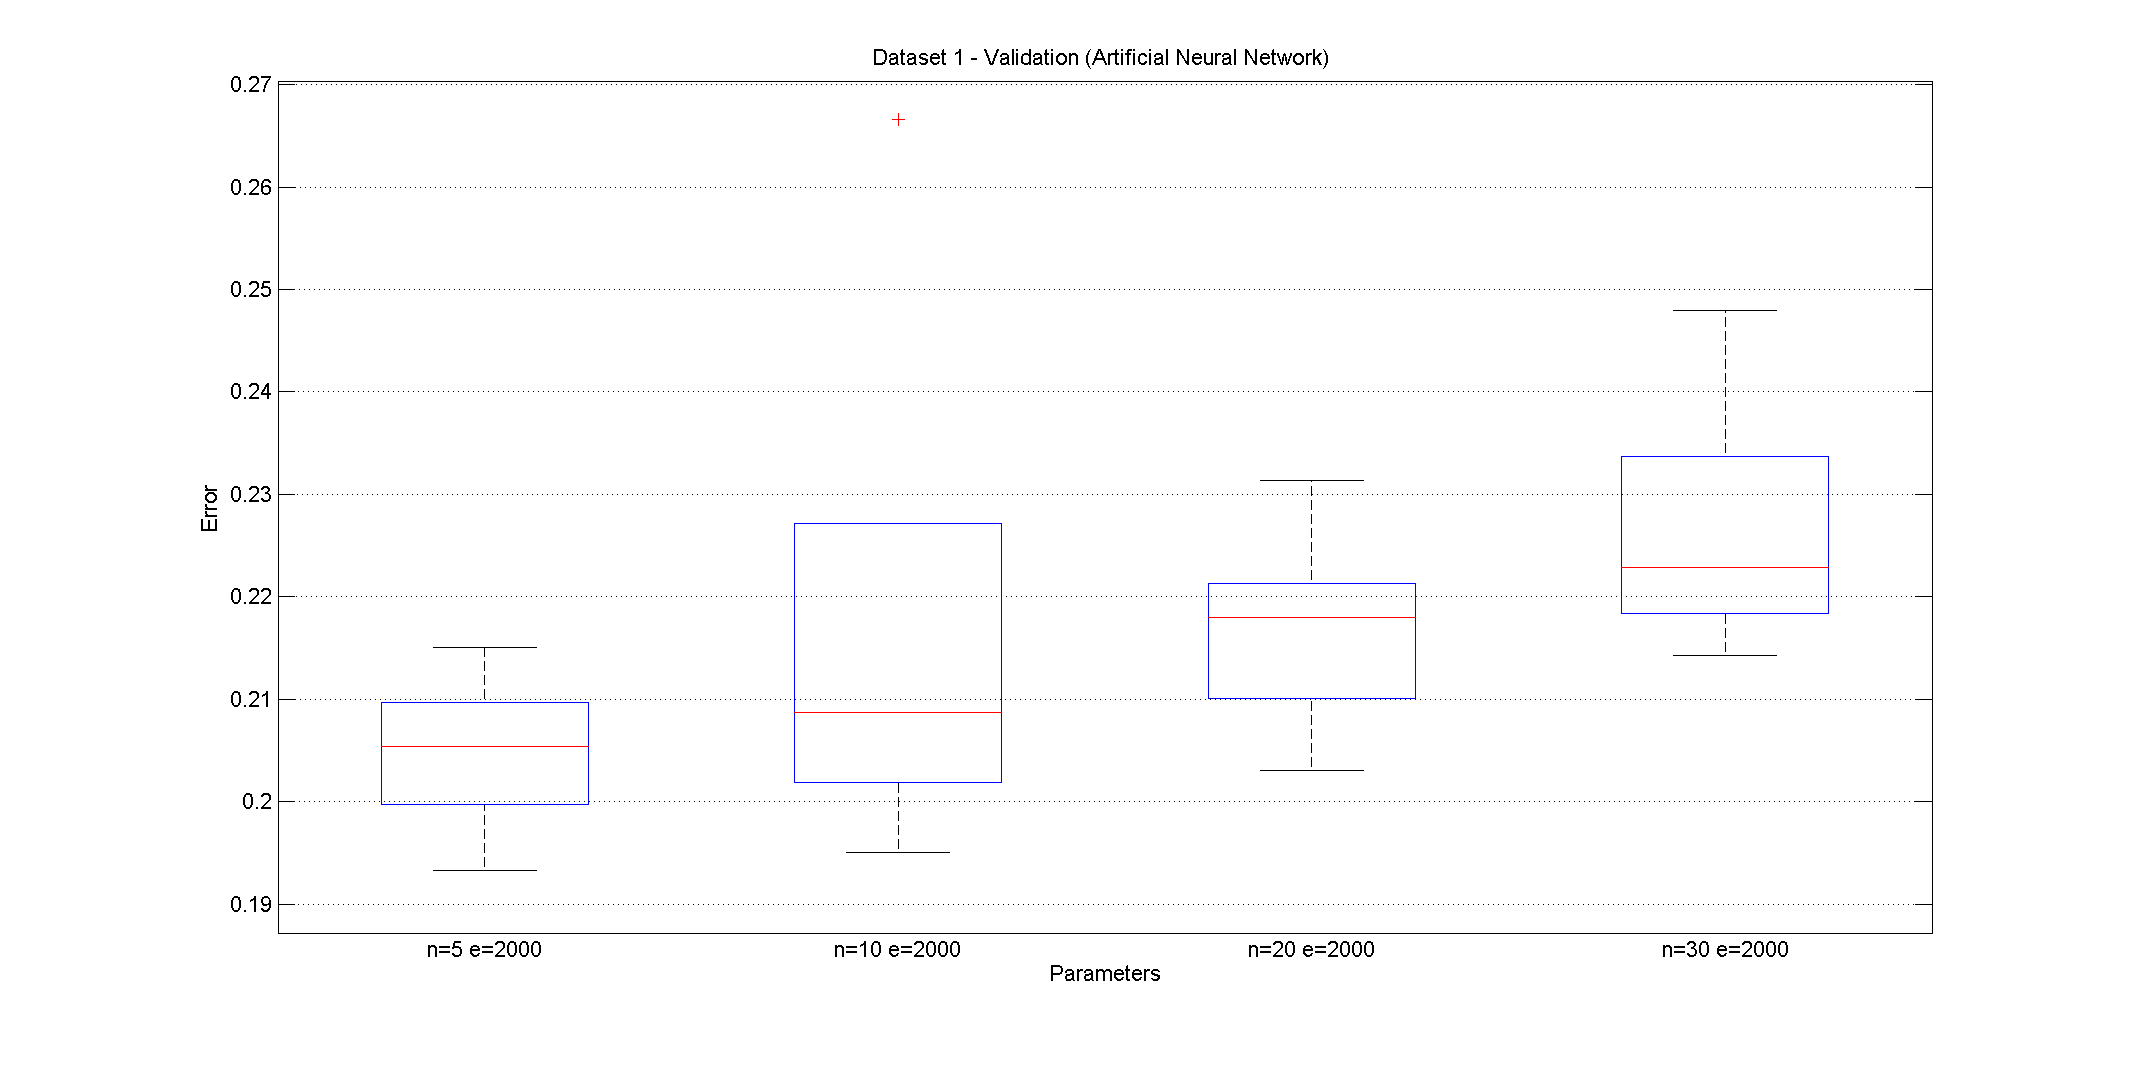 Dataset 1 - Validation (Artificial Neural Network)
0.27
0.26
0.25
0.24
0.23
0.22
0.21
0.2
0.19
Error
n=5 e=2000 n=10 e=2000 n=20 e=2000 n=30 e=2000
Parameters